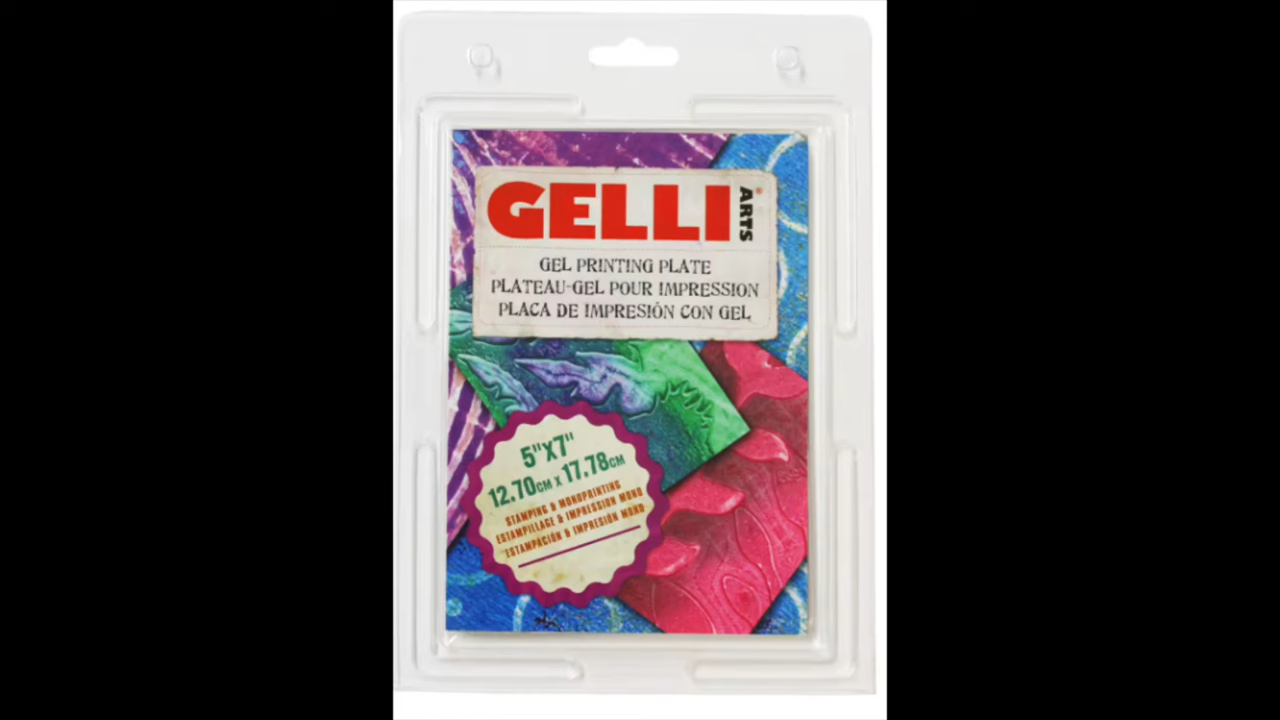 GELLI ARTS®
GEL PRINTING PLATE
PLATEAU-GEL POUR IMPRESSION
PLACA DE IMPRESIÓN CON GEL
5"X7"
12.70CM X 17.78CM
STAMPING & MONOPRINTING
ESTAMPILLAGE & IMPRESSION MONO
ESTAMPACIÓN & IMPRESIÓN MONO